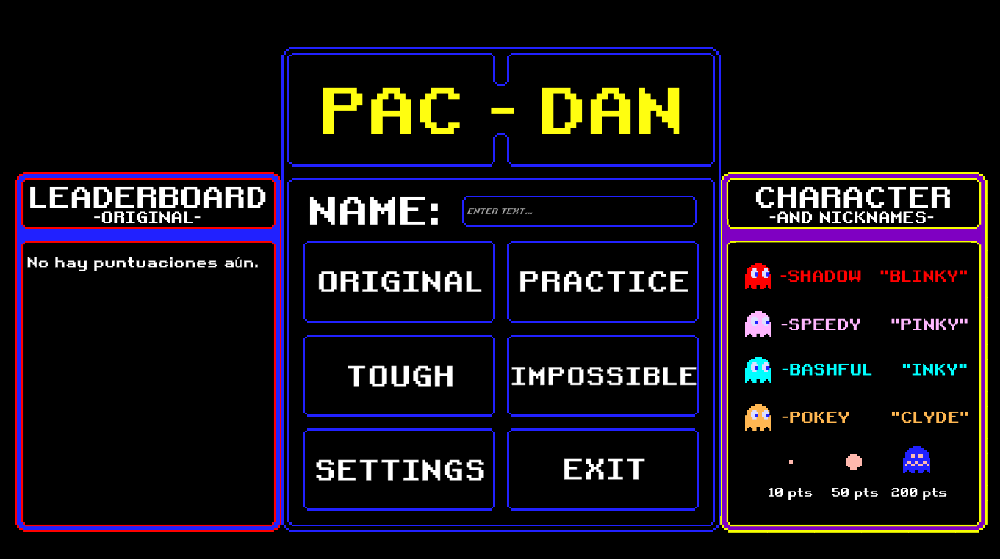 PAC - DAN
LEADERBOARD
-ORIGINAL-
No hay puntuaciones aún.
NAME:
ENTER TEXT...
ORIGINAL
PRACTICE
TOUGH
IMPOSSIBLE
SETTINGS
EXIT
CHARACTER
-AND NICKNAMES-
-SHADOW "BLINKY"
-SPEEDY "PINKY"
-BASHFUL "INKY"
-POKEY "CLYDE"
10 pts 50 pts 200 pts